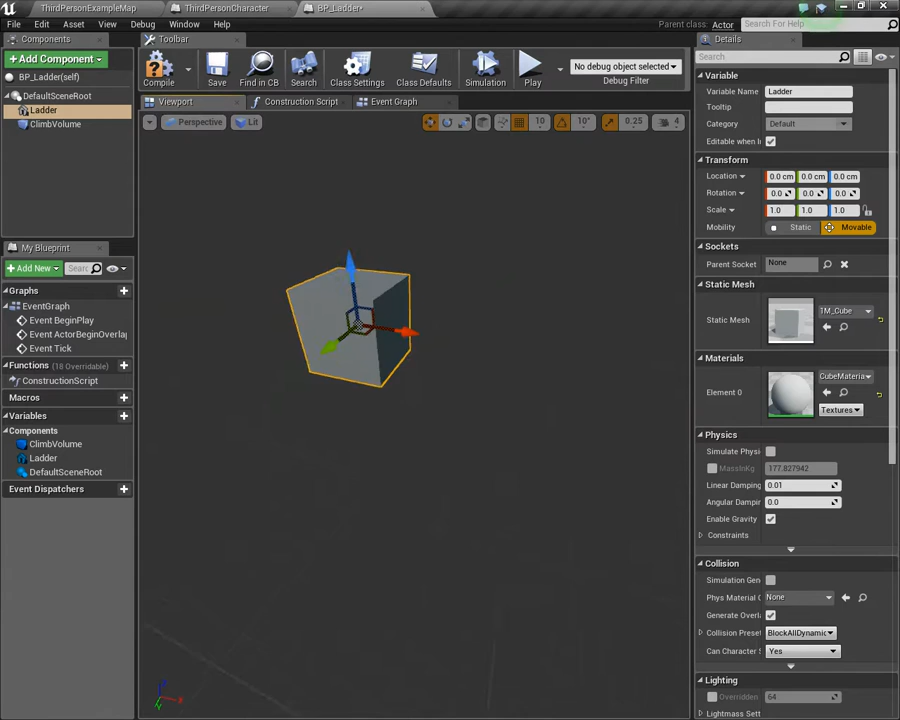 ThirdPersonExampleMap
ThirdPersonCharacter
BP_Ladder*
File Asset Edit View Debug Window Help
Parent class: Actor
Search For Help
Components
Toolbar
Details
+ Add Component
Search
BP_Ladder(self)
DefaultSceneRoot
Ladder
ClimbVolume
Compile
Save
Find in CB
Search
Class Settings
Class Defaults
Simulation
Play
No debug object selected
Debug Filter
Viewport
Construction Script
Event Graph
Perspective
Lit
10
10°
0.25
4
Variable
Variable Name Ladder
Tooltip
Category Default
Editable when I
Transform
Location 0.0 cm 0.0 cm 0.0 cm
Rotation 0.0 0.0 0.0
Scale 1.0 1.0 1.0
Mobility Static Movable
Sockets
Parent Socket None
Static Mesh
Static Mesh 1M_Cube
Materials
Element 0 CubeMateria
Textures
Physics
Simulate Physi
MassInKg 177.827942
Linear Damping 0.01
Angular Dampin 0.0
Enable Gravity
Constraints
Collision
Simulation Gen
Phys Material O None
Generate Overla
Collision Preset BlockAllDynamic
Can Character S Yes
Lighting
Overridden 64
Lightmass Sett
My Blueprint
+ Add New
Search
Graphs
EventGraph
Event BeginPlay
Event ActorBeginOverlap
Event Tick
Functions (18 Overridable)
ConstructionScript
Macros
Variables
Components
ClimbVolume
Ladder
DefaultSceneRoot
Event Dispatchers